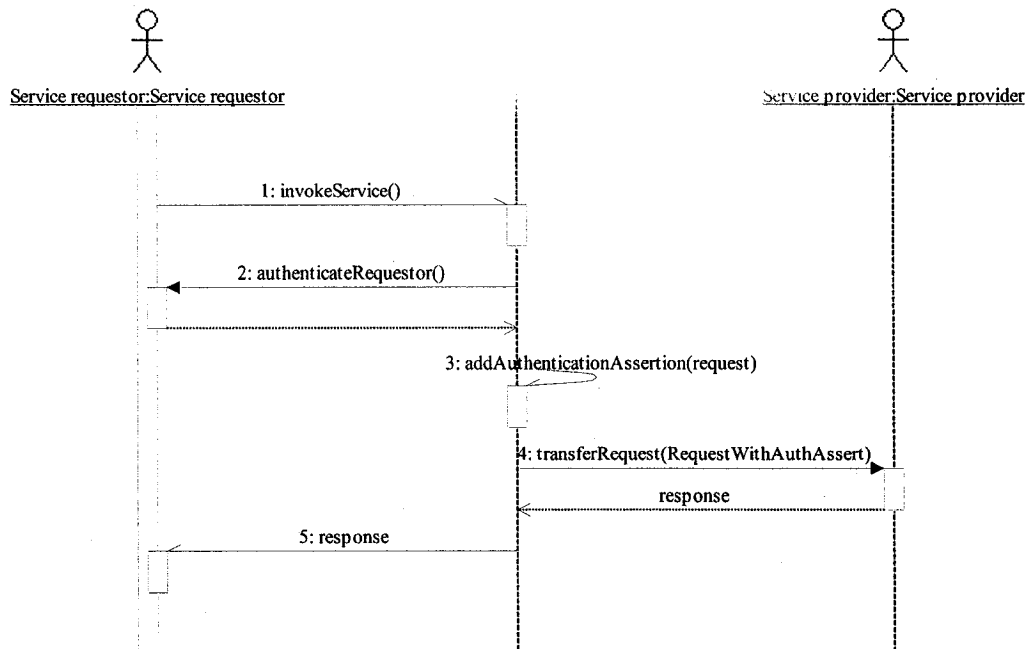 Service requestor:Service requestor
Service provider:Service provider
1: invokeService()
2: authenticateRequestor()
3: addAuthenticationAssertion(request)
4: transferRequest(RequestWithAuthAssert)
response
5: response